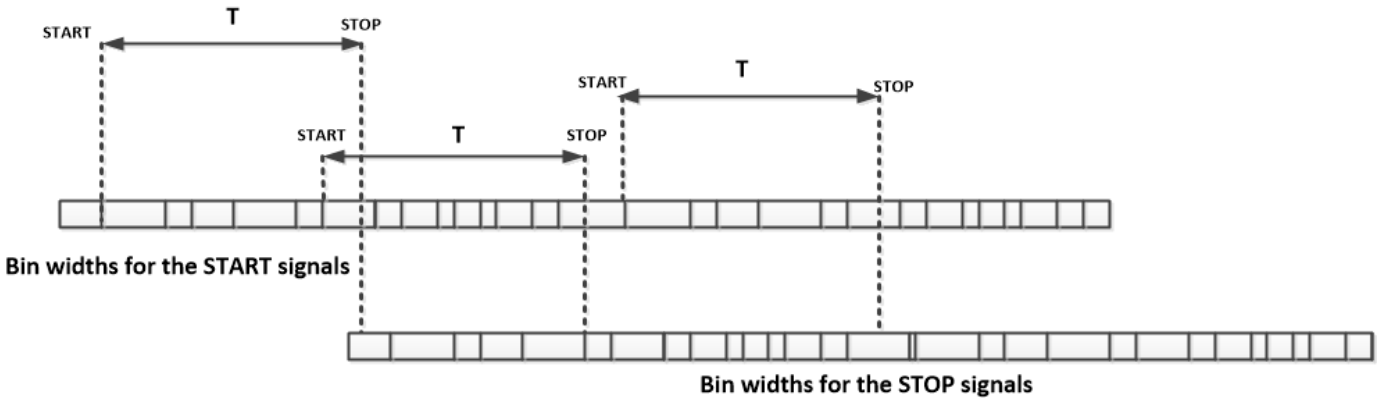 START
T
STOP
START
T
STOP
START
T
STOP
Bin widths for the START signals
Bin widths for the STOP signals